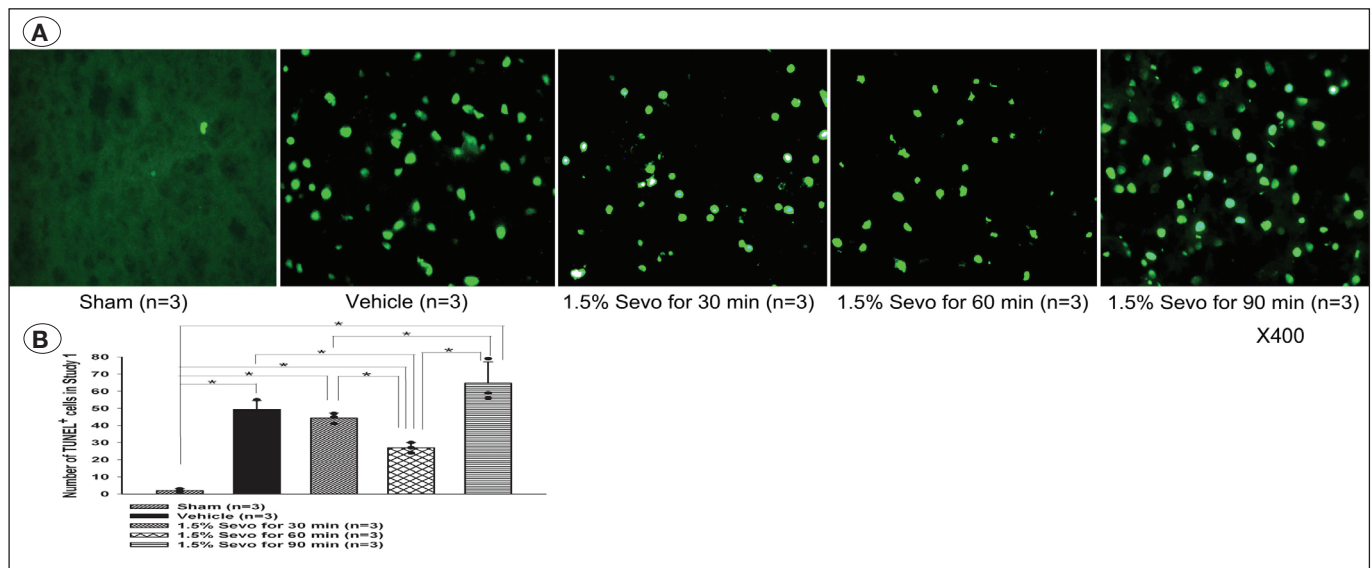 A
Sham (n=3)
Vehicle (n=3)
1.5% Sevo for 30 min (n=3)
1.5% Sevo for 60 min (n=3)
1.5% Sevo for 90 min (n=3)
X400
B
Number of TUNEL+ cells in Study 1
80
70
60
50
40
30
20
10
0
*
*
*
*
*
*
*
*
Sham (n=3)
Vehicle (n=3)
1.5% Sevo for 30 min (n=3)
1.5% Sevo for 60 min (n=3)
1.5% Sevo for 90 min (n=3)